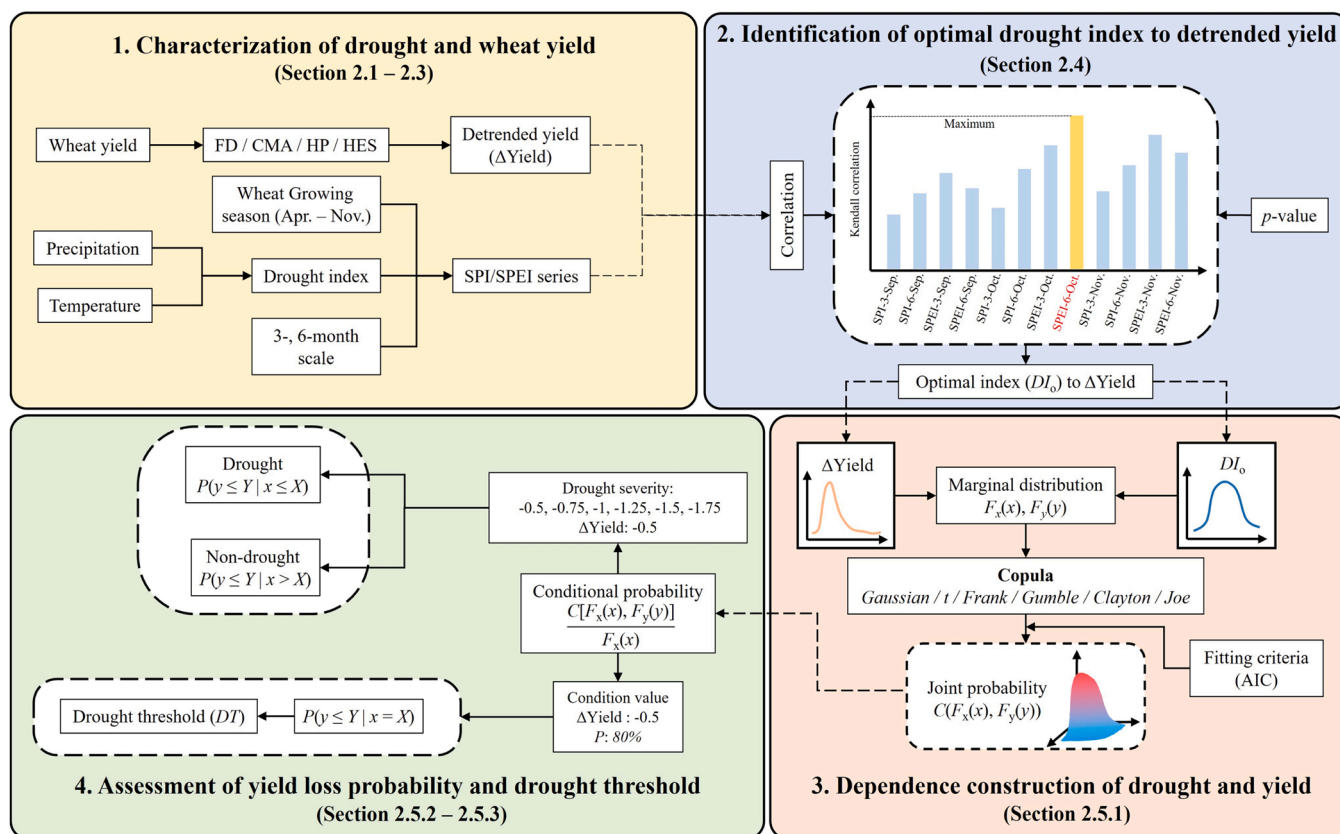 1. Characterization of drought and wheat yield
(Section 2.1 – 2.3)
Wheat yield
FD / CMA / HP / HES
Detrended yield
(ΔYield)
Wheat Growing
season (Apr. – Nov.)
Precipitation
Temperature
Drought index
SPI/SPEI series
3-, 6-month
scale
2. Identification of optimal drought index to detrended yield
(Section 2.4)
Correlation
Kendall correlation
Maximum
SPI-3-Sep.
SPI-6-Sep.
SPEI-3-Sep.
SPEI-6-Sep.
SPI-3-Oct.
SPI-6-Oct.
SPEI-3-Oct.
SPEI-6-Oct.
SPI-3-Nov.
SPI-6-Nov.
SPEI-3-Nov.
SPEI-6-Nov.
p-value
Optimal index (DIo) to ΔYield
ΔYield
Marginal distribution
Fx(x), Fy(y)
DIo
Copula
Gaussian / t / Frank / Gumble / Clayton / Joe
Fitting criteria
(AIC)
Joint probability
C(Fx(x), Fy(y))
3. Dependence construction of drought and yield
(Section 2.5.1)
Drought
P(y ≤ Y | x ≤ X)
Non-drought
P(y ≤ Y | x > X)
Drought severity:
-0.5, -0.75, -1, -1.25, -1.5, -1.75
ΔYield: -0.5
Conditional probability
C[Fx(x), Fy(y)]
Fx(x)
Condition value
ΔYield : -0.5
P: 80%
P(y ≤ Y | x = X)
Drought threshold (DT)
4. Assessment of yield loss probability and drought threshold
(Section 2.5.2 – 2.5.3)